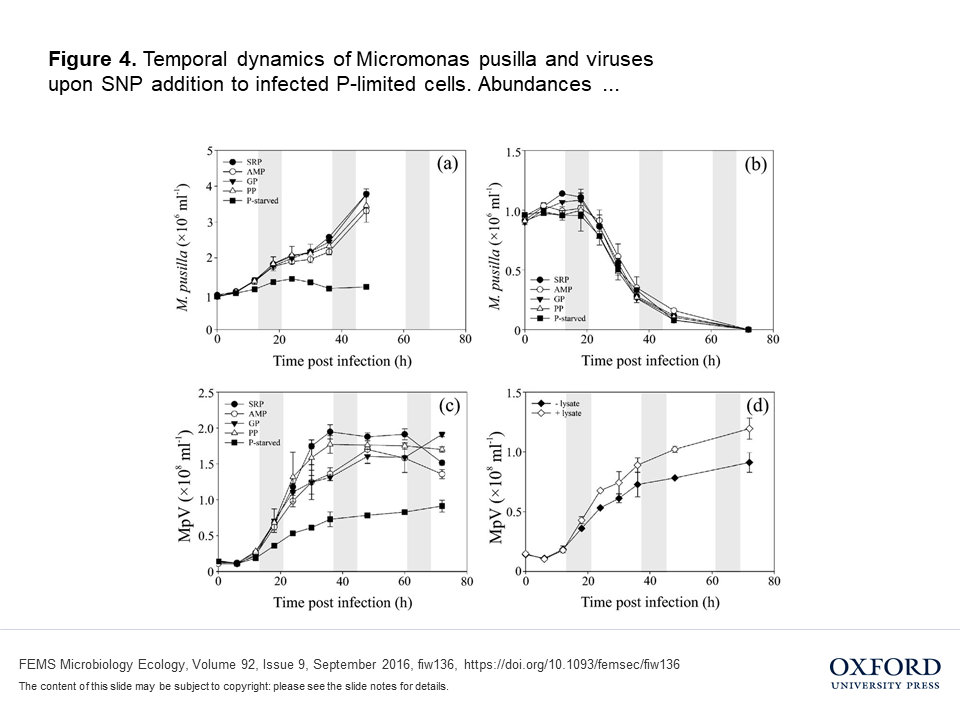 Figure 4. Temporal dynamics of Micromonas pusilla and viruses
upon SNP addition to infected P-limited cells. Abundances ...
5
4
3
2
1
0
M. pusilla (×10⁶ ml⁻¹)
SRP
AMP
GP
PP
P-starved
(a)
0 20 40 60 80
Time post infection (h)
1.5
1.0
0.5
0
M. pusilla (×10⁶ ml⁻¹)
(b)
SRP
AMP
GP
PP
P-starved
0 20 40 60 80
Time post infection (h)
2.5
2.0
1.5
1.0
0.5
0
MpV (×10⁸ ml⁻¹)
SRP
AMP
GP
PP
P-starved
(c)
0 20 40 60 80
Time post infection (h)
1.5
1.0
0.5
0
MpV (×10⁸ ml⁻¹)
- lysate
+ lysate
(d)
0 20 40 60 80
Time post infection (h)
FEMS Microbiology Ecology, Volume 92, Issue 9, September 2016, fiw136, https://doi.org/10.1093/femsec/fiw136
The content of this slide may be subject to copyright: please see the slide notes for details.
OXFORD
UNIVERSITY PRESS